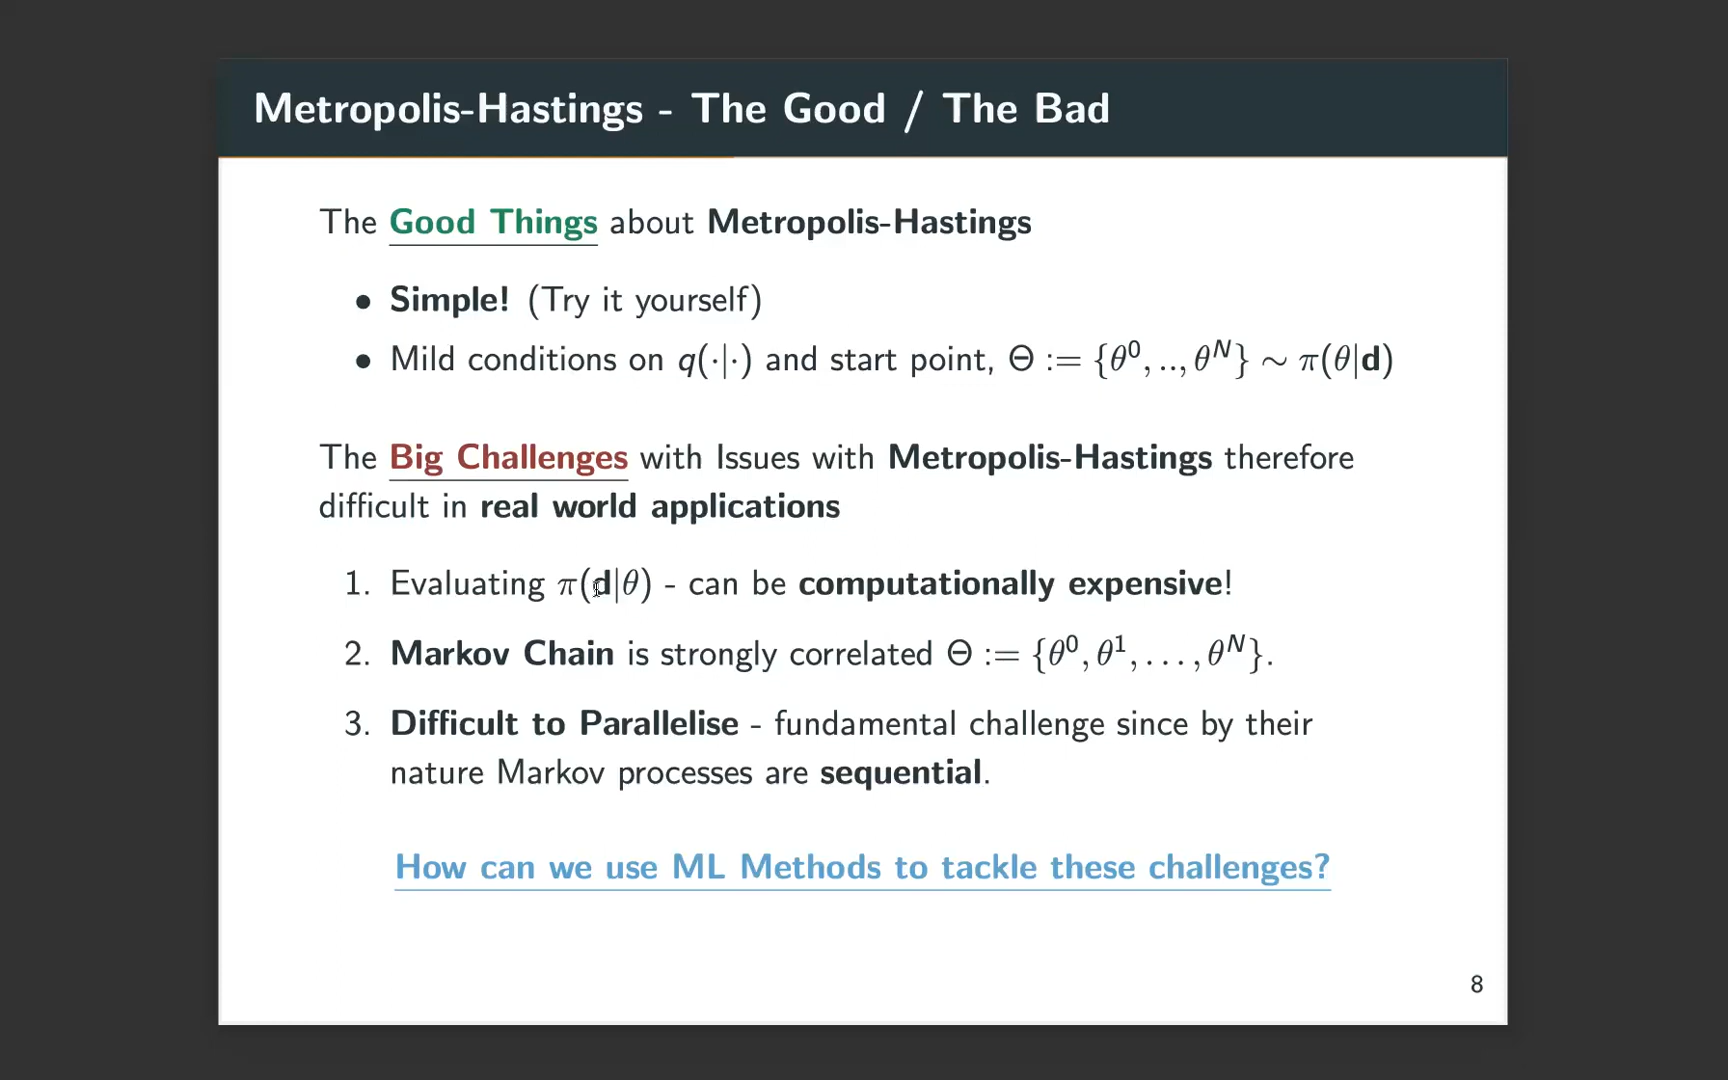 Metropolis-Hastings - The Good / The Bad
The Good Things about Metropolis-Hastings
• Simple! (Try it yourself)
• Mild conditions on q(·|·) and start point, Θ := {θ⁰, .., θᴺ} ∼ π(θ|d)
The Big Challenges with Issues with Metropolis-Hastings therefore
difficult in real world applications
1. Evaluating π(d|θ) - can be computationally expensive!
2. Markov Chain is strongly correlated Θ := {θ⁰, θ¹, . . . , θᴺ}.
3. Difficult to Parallelise - fundamental challenge since by their
nature Markov processes are sequential.
How can we use ML Methods to tackle these challenges?
8